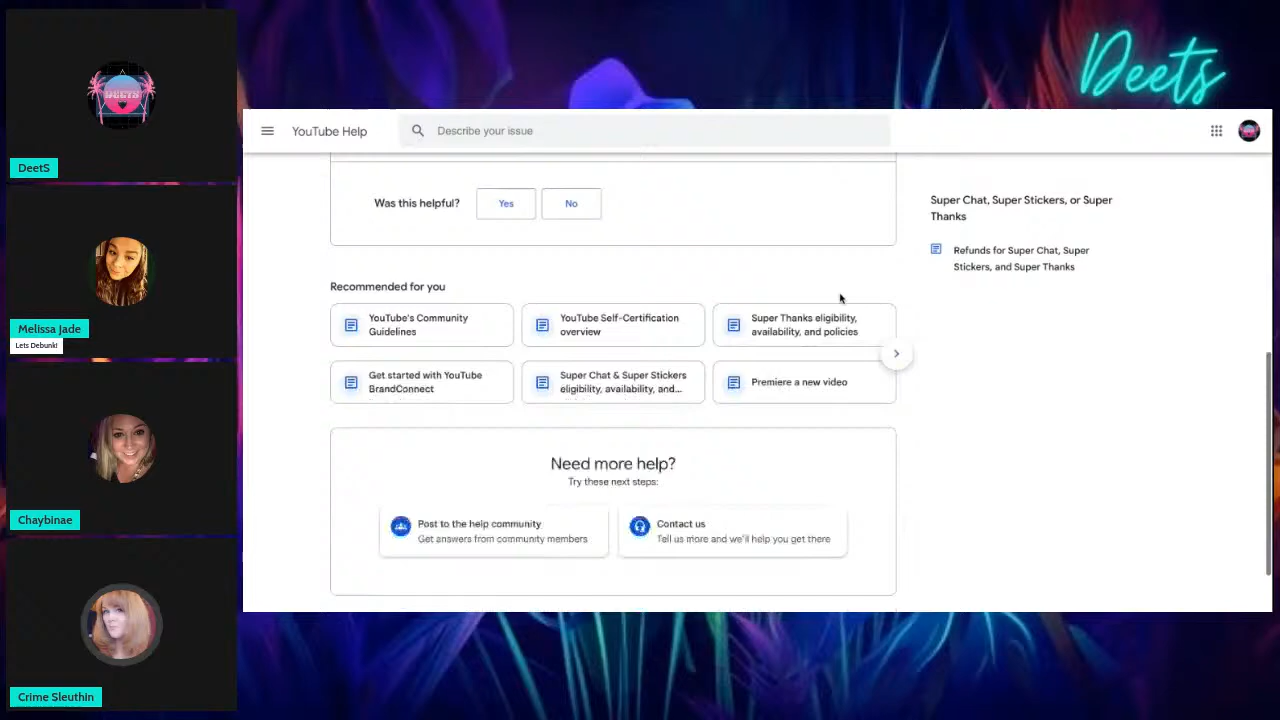 Deets
DEETS
DeetS
Melissa Jade
Lets Debunk!
Chaybinae
Crime Sleuthin
YouTube Help
Describe your issue
Was this helpful?
Yes
No
Super Chat, Super Stickers, or Super
Thanks
Refunds for Super Chat, Super
Stickers, and Super Thanks
Recommended for you
YouTube's Community
Guidelines
YouTube Self-Certification
overview
Super Thanks eligibility,
availability, and policies
Get started with YouTube
BrandConnect
Super Chat & Super Stickers
eligibility, availability, and...
Premiere a new video
Need more help?
Try these next steps:
Post to the help community
Get answers from community members
Contact us
Tell us more and we'll help you get there